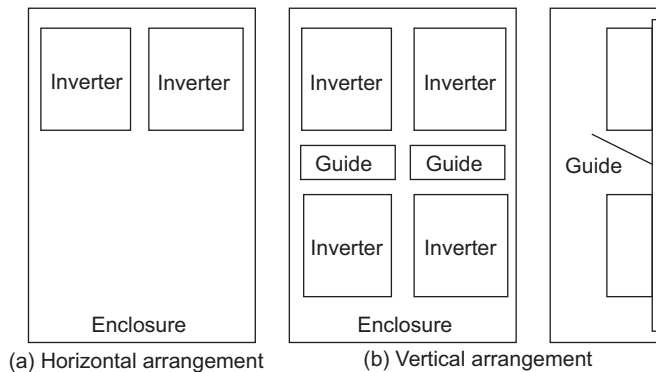 Inverter Inverter
Enclosure
(a) Horizontal arrangement
Inverter Inverter
Guide Guide
Inverter Inverter
Enclosure
Guide
(b) Vertical arrangement